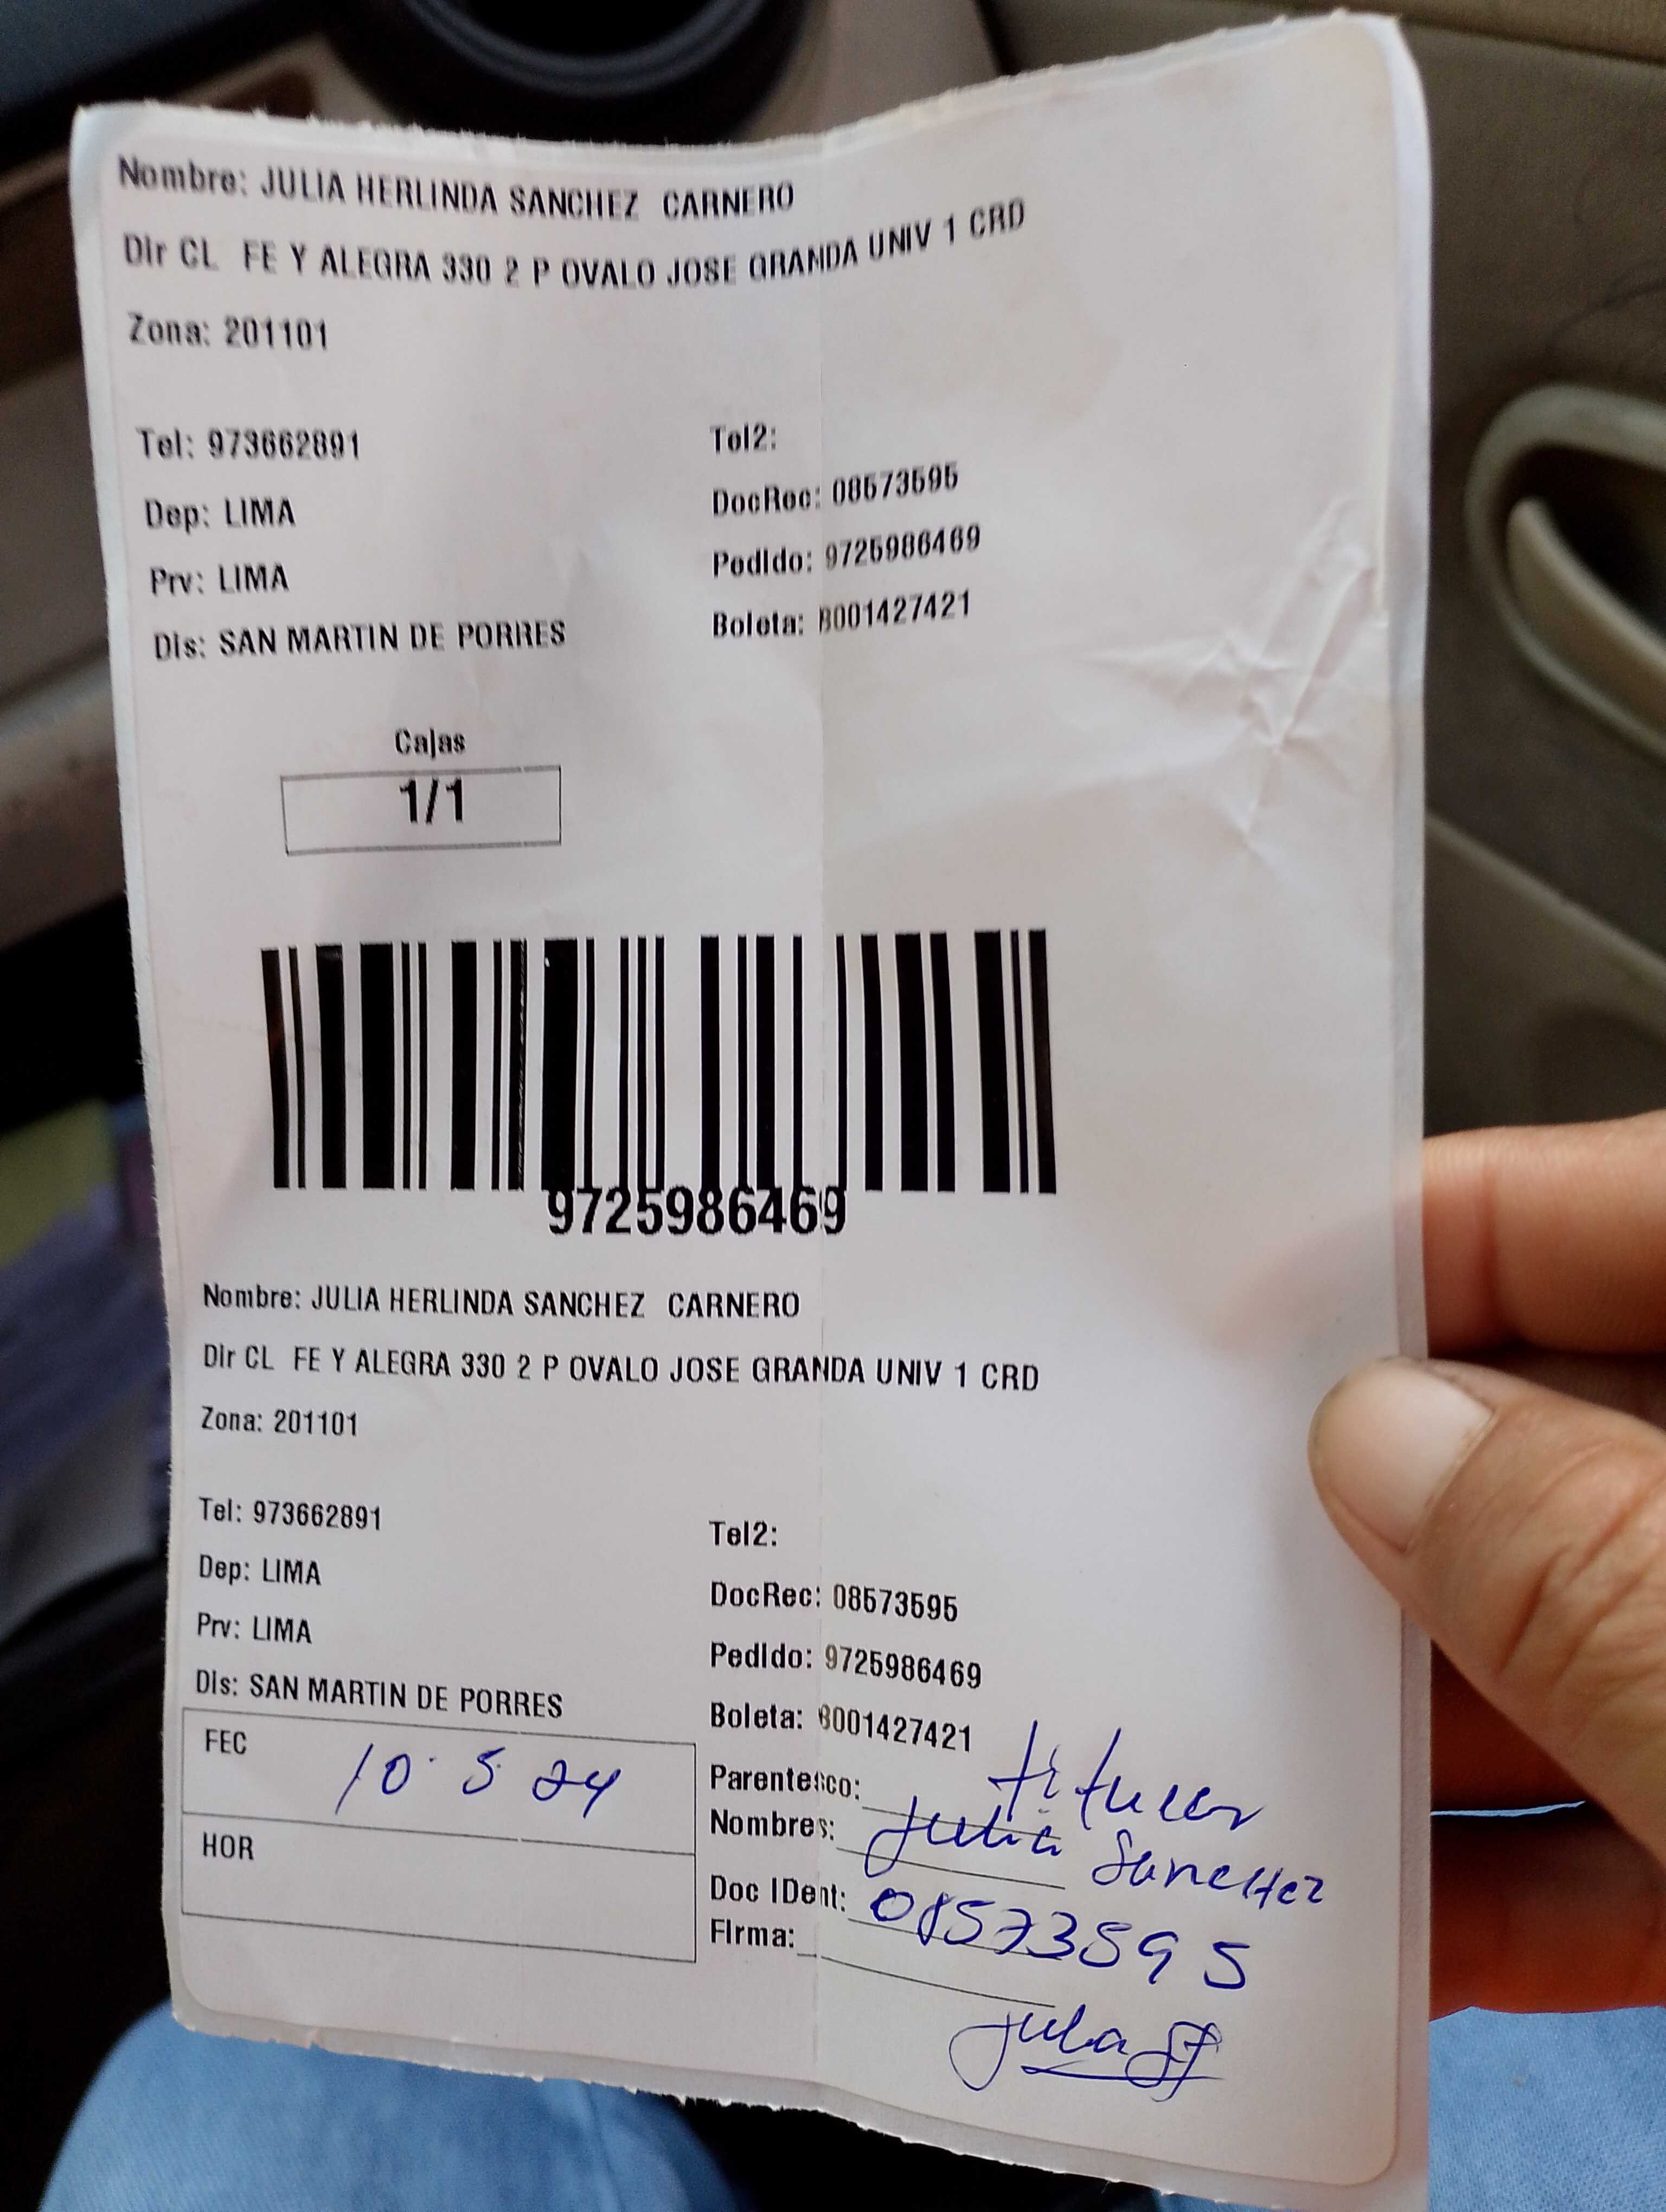 Nombre: JULIA HERLINDA SANCHEZ CARNERO
Dir CL FE Y ALEGRA 330 2 P OVALO JOSE GRANDA UNIV 1 CRD
Zona: 201101
Tel: 973662891 Tel2:
Dep: LIMA DocRec: 08573595
Prv: LIMA Pedido: 9725986469
Dis: SAN MARTIN DE PORRES Boleta: B001427421
Cajas
1/1
9725986469
Nombre: JULIA HERLINDA SANCHEZ CARNERO
Dir CL FE Y ALEGRA 330 2 P OVALO JOSE GRANDA UNIV 1 CRD
Zona: 201101
Tel: 973662891 Tel2:
Dep: LIMA DocRec: 08573595
Prv: LIMA Pedido: 9725986469
Dis: SAN MARTIN DE PORRES Boleta: B001427421
FEC 10·5 24
HOR
Parentesco: titular
Nombres: Julia Sanchez
Doc IDent: 08573595
Firma:
Julia